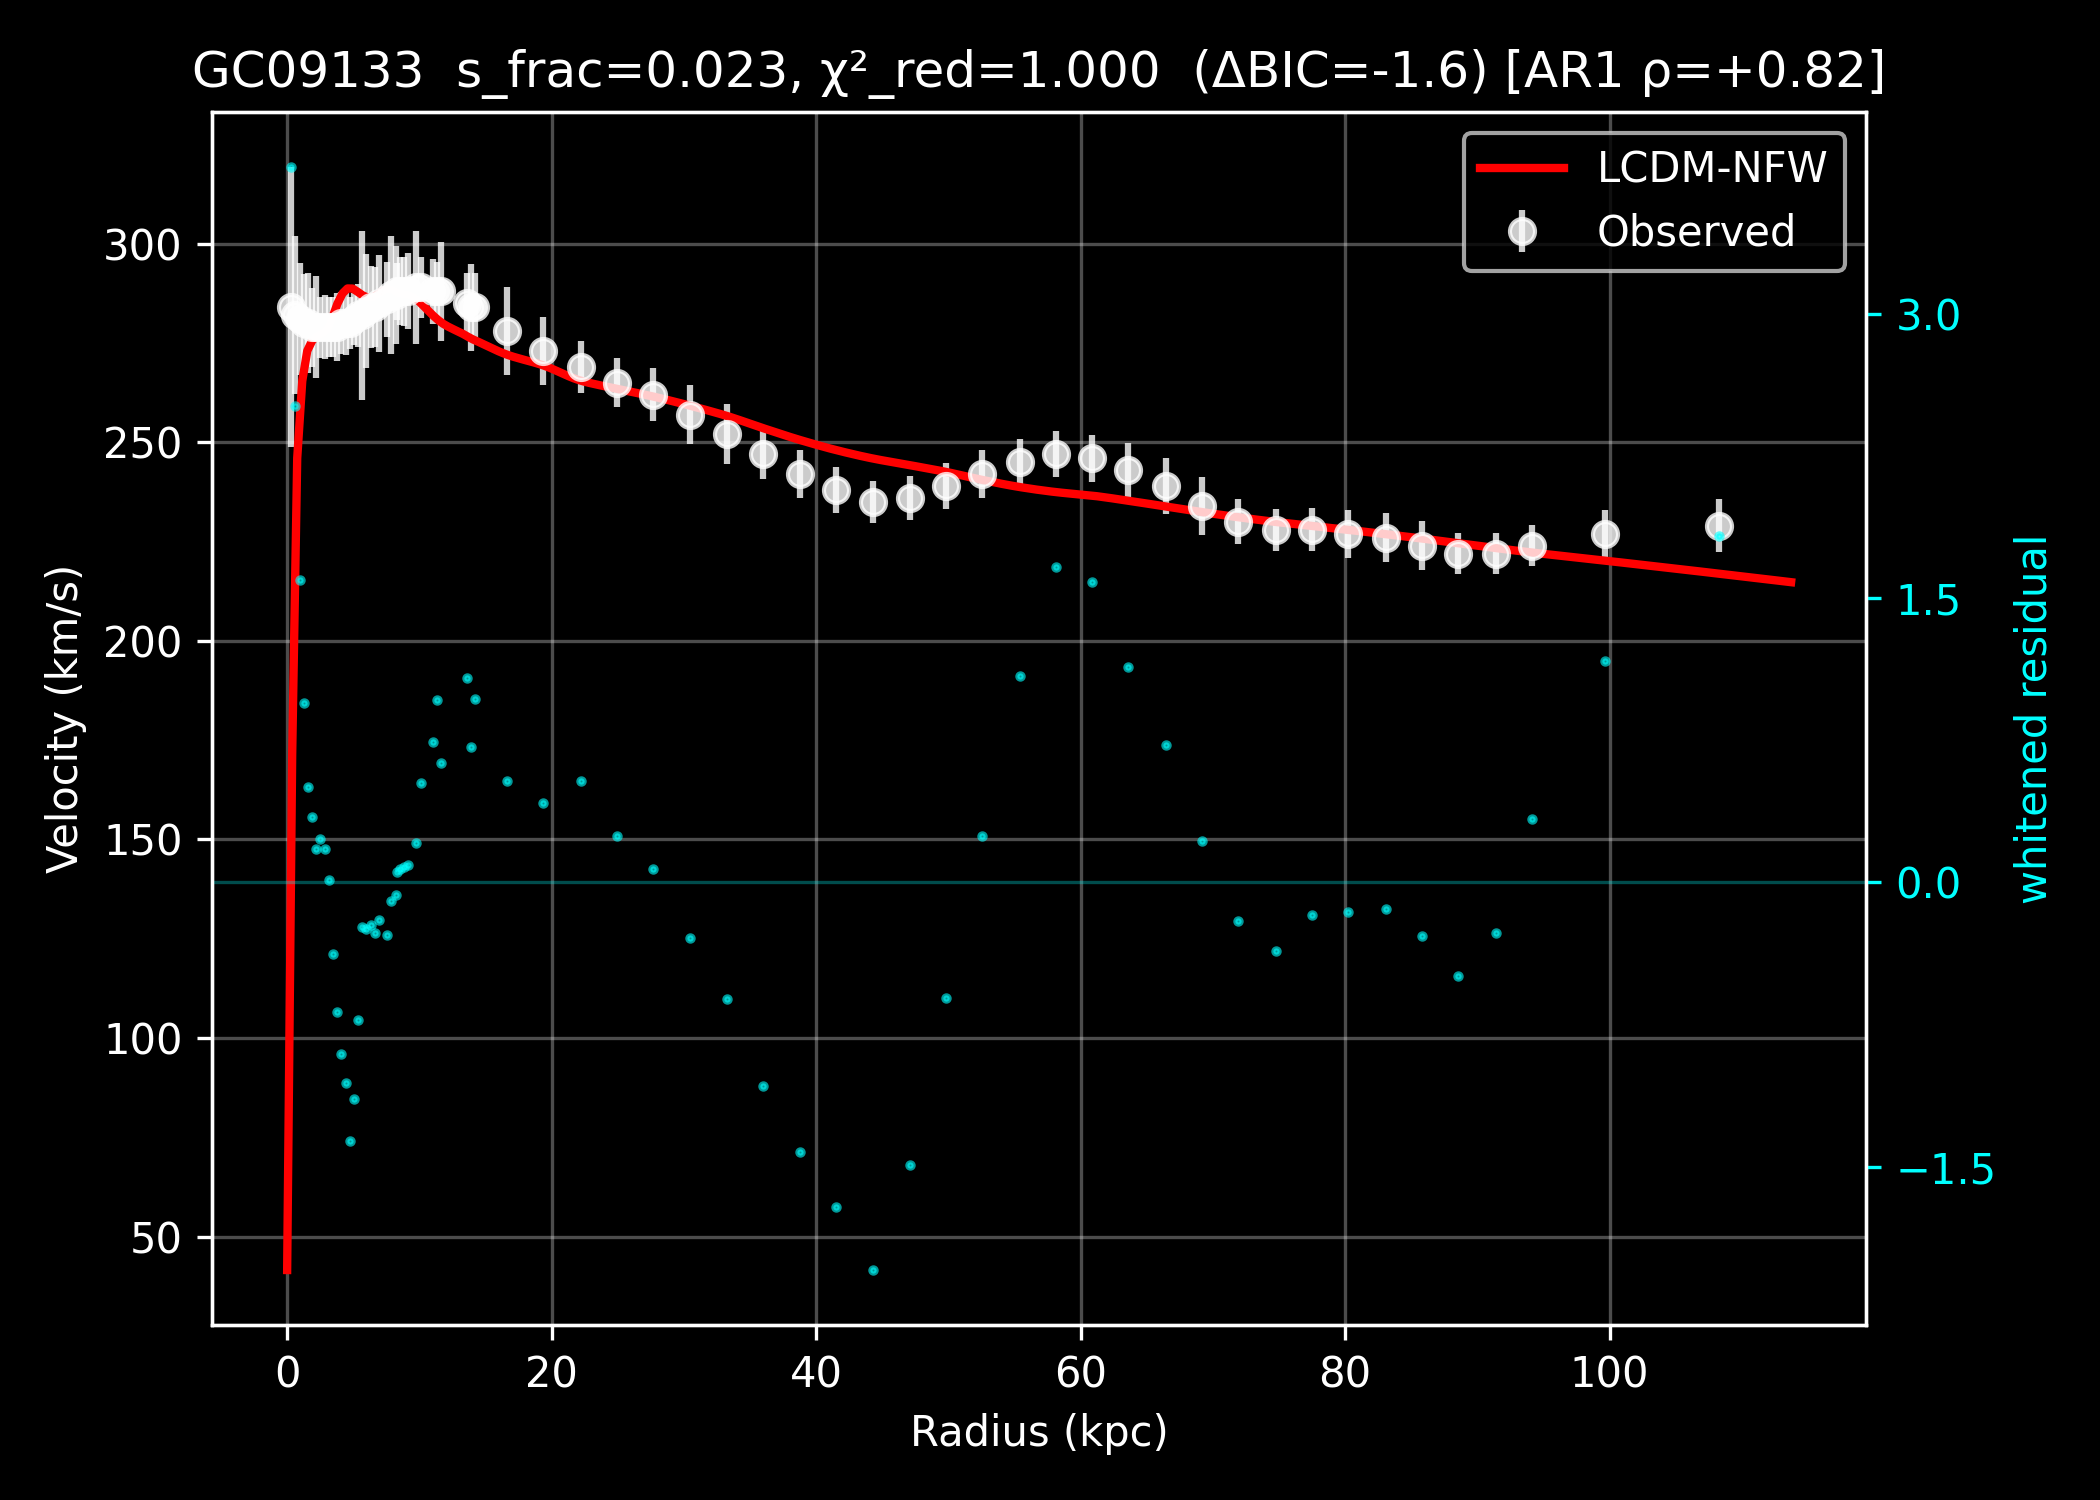 GC09133  s_frac=0.023, χ²_red=1.000  (ΔBIC=-1.6) [AR1 ρ=+0.82]
LCDM-NFW
Observed
300
250
200
150
100
50
Velocity (km/s)
3.0
1.5
0.0
−1.5
whitened residual
0 20 40 60 80 100
Radius (kpc)